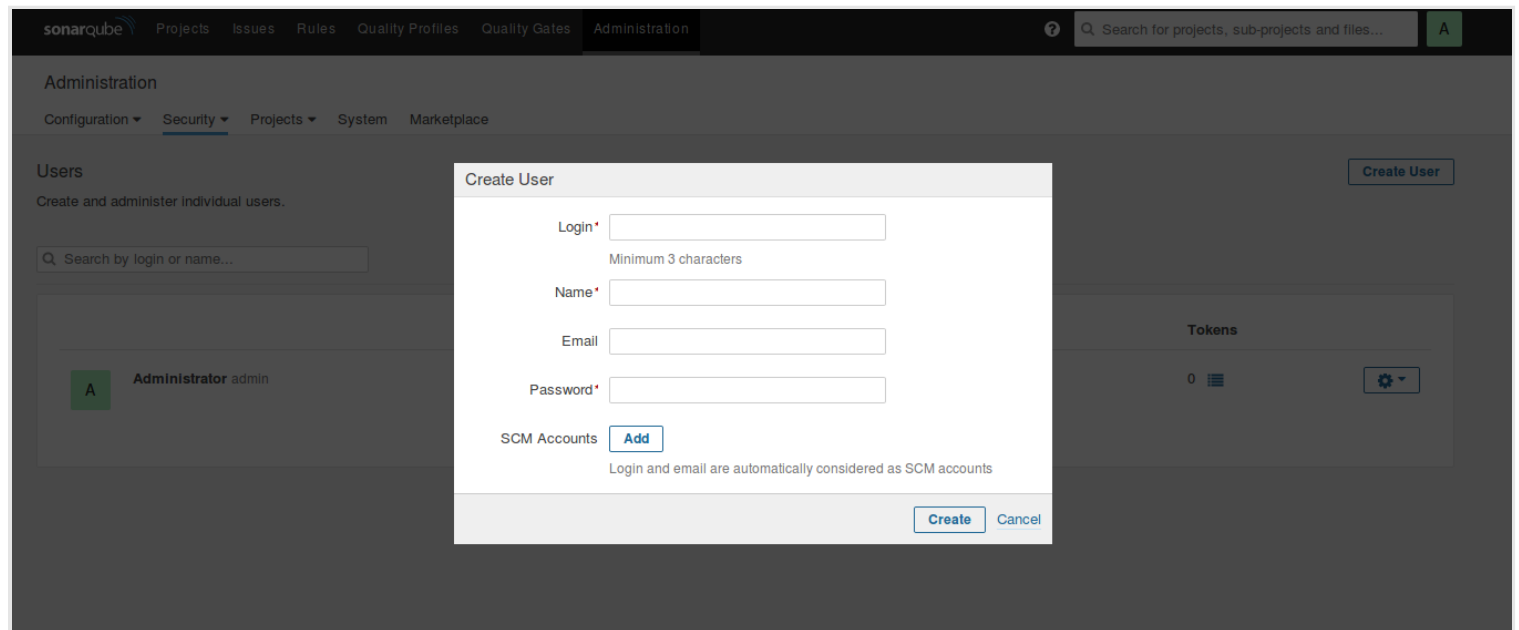 sonarqube Projects Issues Rules Quality Profiles Quality Gates Administration Search for projects, sub-projects and files... A
Administration
Configuration Security Projects System Marketplace
Users
Create User
Create and administer individual users.
Search by login or name...
Tokens
A Administrator admin 0
Create User
Login*
Minimum 3 characters
Name*
Email
Password*
SCM Accounts Add
Login and email are automatically considered as SCM accounts
Create Cancel